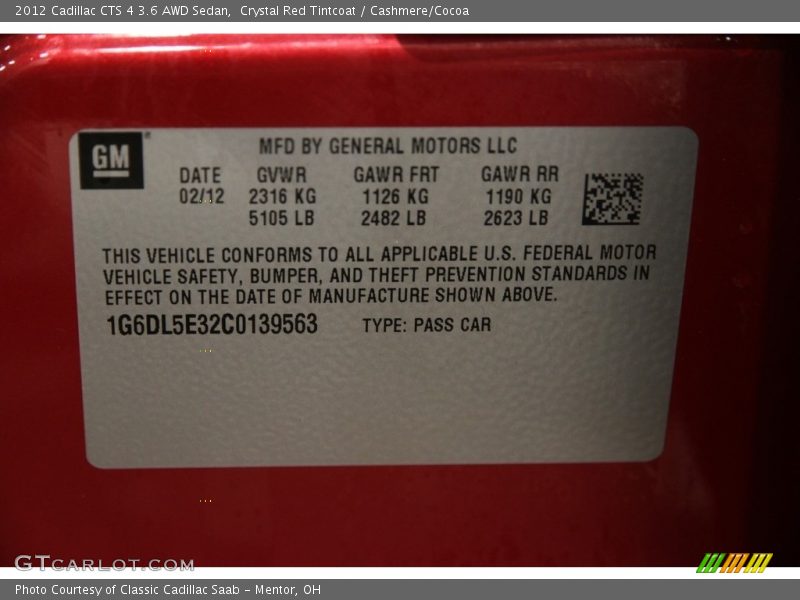 2012 Cadillac CTS 4 3.6 AWD Sedan,  Crystal Red Tintcoat / Cashmere/Cocoa
GM
MFD BY GENERAL MOTORS LLC
DATE GVWR GAWR FRT GAWR RR
02/12 2316 KG 1126 KG 1190 KG
5105 LB 2482 LB 2623 LB
THIS VEHICLE CONFORMS TO ALL APPLICABLE U.S. FEDERAL MOTOR
VEHICLE SAFETY, BUMPER, AND THEFT PREVENTION STANDARDS IN
EFFECT ON THE DATE OF MANUFACTURE SHOWN ABOVE.
1G6DL5E32C0139563 TYPE: PASS CAR
GTCARLOT.COM
Photo Courtesy of Classic Cadillac Saab - Mentor, OH